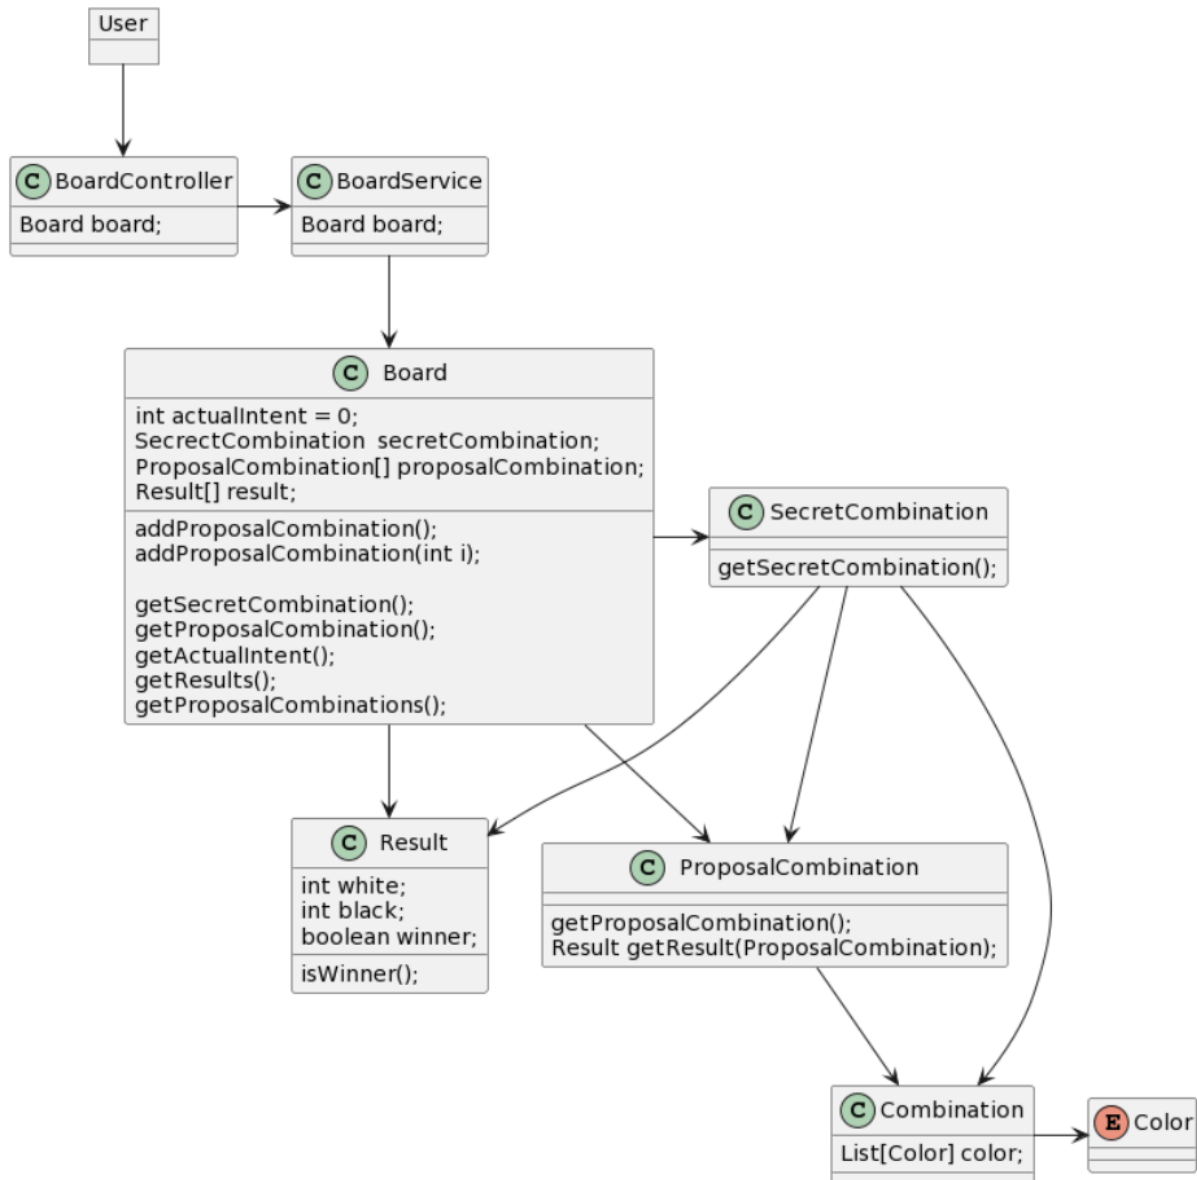 User
C BoardController
Board board;
C BoardService
Board board;
C Board
int actualIntent = 0;
SecrectCombination secretCombination;
ProposalCombination[] proposalCombination;
Result[] result;
addProposalCombination();
addProposalCombination(int i);
getSecretCombination();
getProposalCombination();
getActualIntent();
getResults();
getProposalCombinations();
C SecretCombination
getSecretCombination();
C Result
int white;
int black;
boolean winner;
isWinner();
C ProposalCombination
getProposalCombination();
Result getResult(ProposalCombination);
C Combination
List[Color] color;
E Color